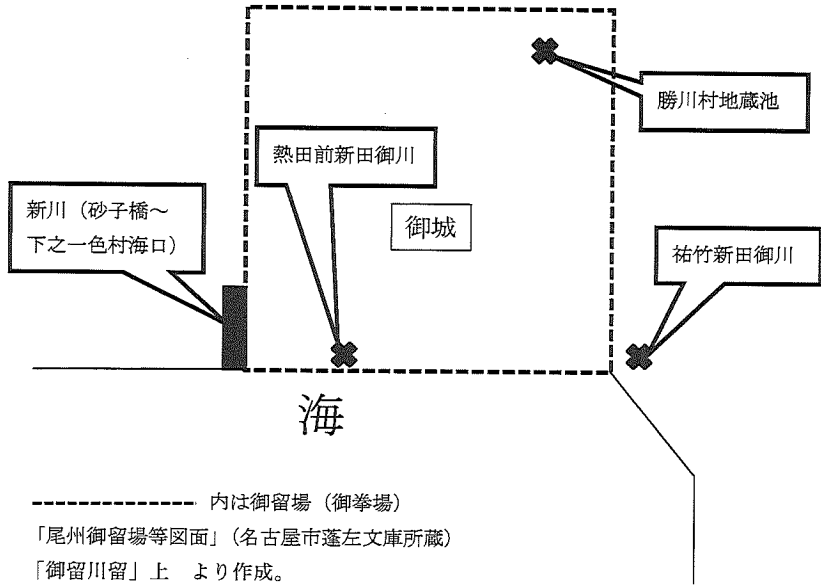 勝川村地蔵池
熱田前新田御川
新川（砂子橋～
下之一色村海口）
御城
祐竹新田御川
海
内は御留場（御拳場）
「尾州御留場等図面」（名古屋市蓬左文庫所蔵）
「御留川留」上　より作成。